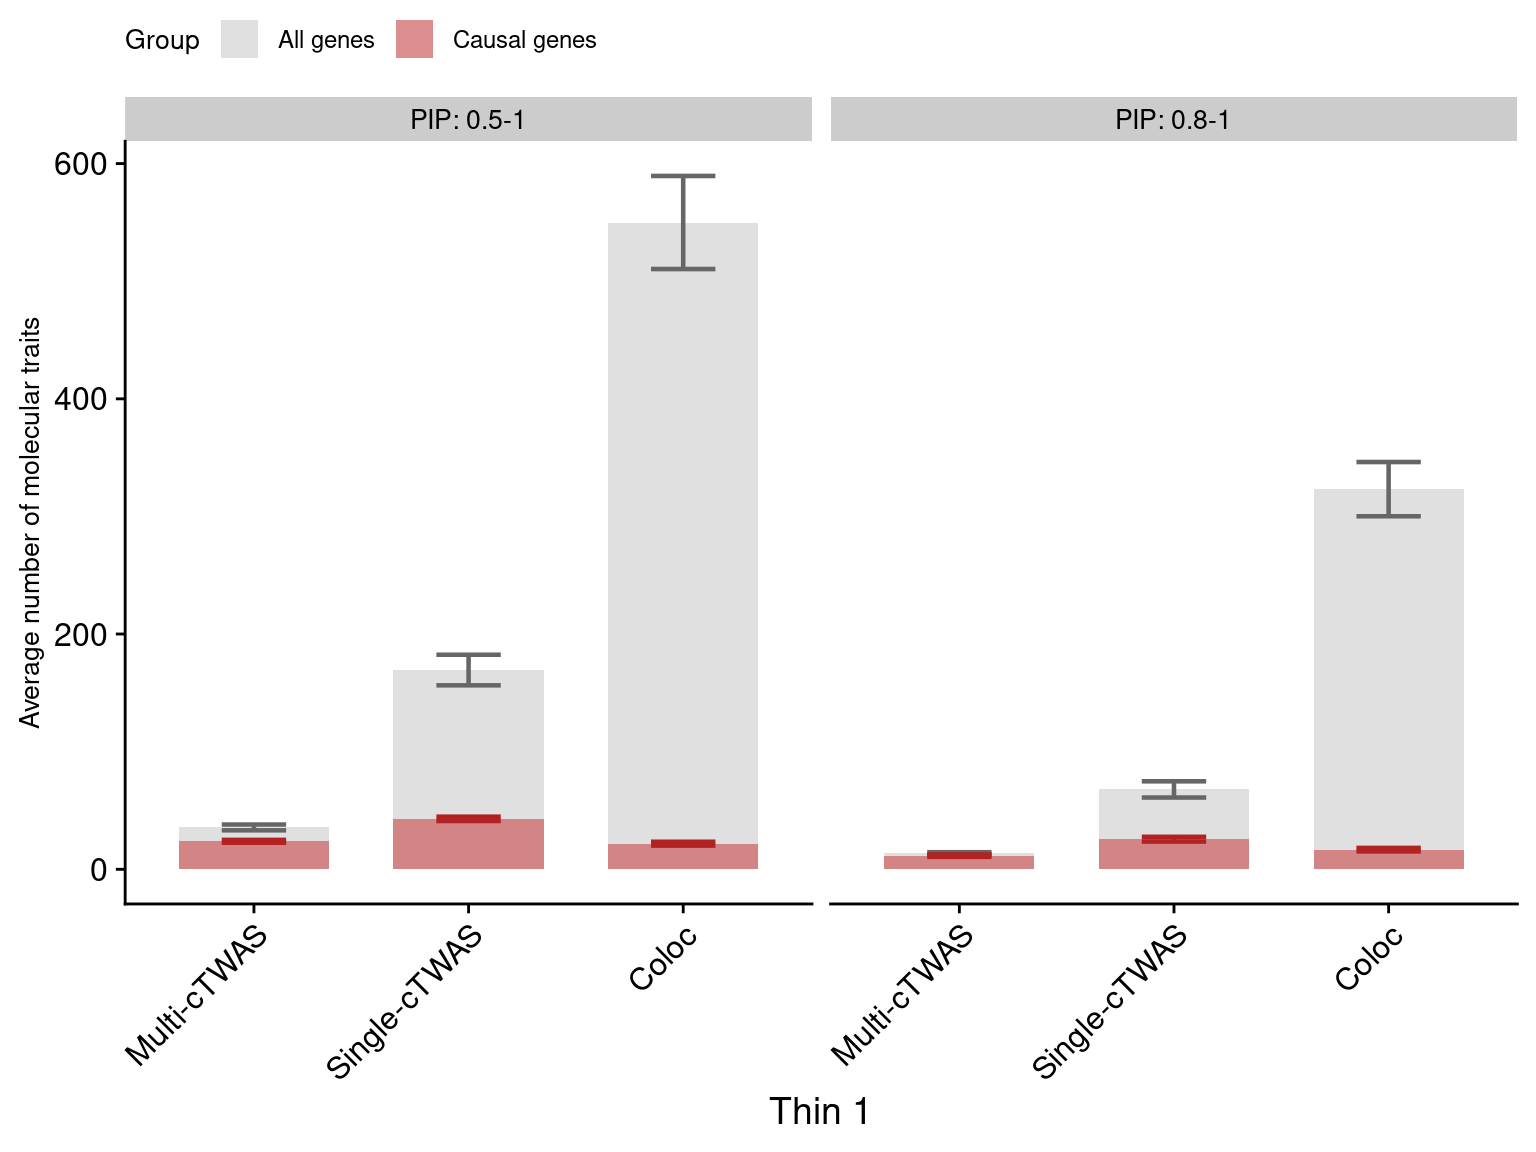 Group All genes Causal genes
PIP: 0.5-1 PIP: 0.8-1
Average number of molecular traits
600
400
200
0
Multi-cTWAS Single-cTWAS Coloc Multi-cTWAS Single-cTWAS Coloc
Thin 1